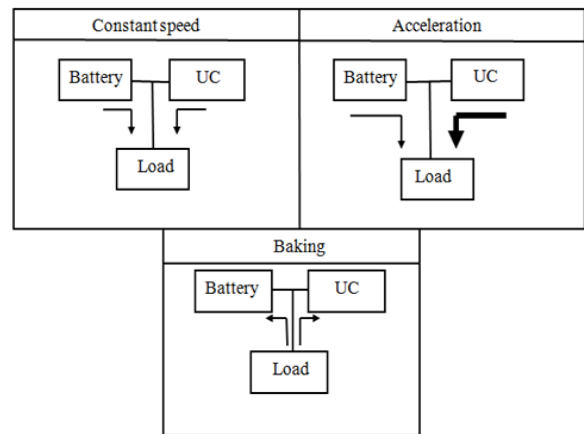 Constant speed
Acceleration
Battery UC
Load
Battery UC
Load
Baking
Battery UC
Load